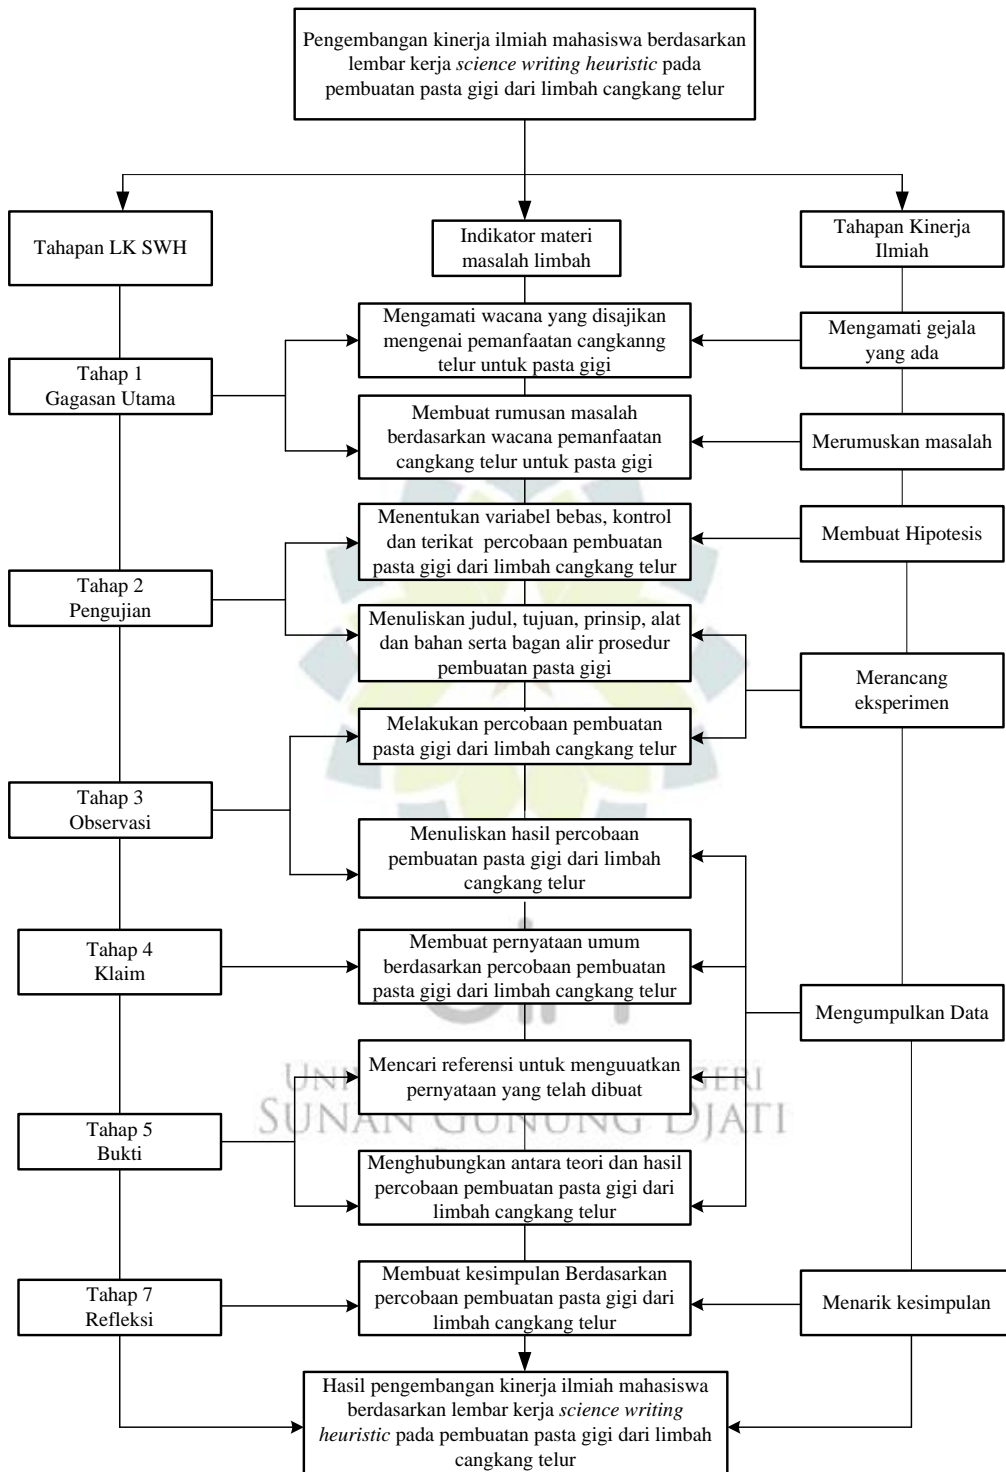 Pengembangan kinerja ilmiah mahasiswa berdasarkan
lembar kerja science writing heuristic pada
pembuatan pasta gigi dari limbah cangkang telur
Tahapan LK SWH
Indikator materi
masalah limbah
Tahapan Kinerja
Ilmiah
Mengamati wacana yang disajikan
mengenai pemanfaatan cangkanng
telur untuk pasta gigi
Mengamati gejala
yang ada
Tahap 1
Gagasan Utama
Membuat rumusan masalah
berdasarkan wacana pemanfaatan
cangkang telur untuk pasta gigi
Merumuskan masalah
Menentukan variabel bebas, kontrol
dan terikat percobaan pembuatan
pasta gigi dari limbah cangkang telur
Membuat Hipotesis
Tahap 2
Pengujian
Menuliskan judul, tujuan, prinsip, alat
dan bahan serta bagan alir prosedur
pembuatan pasta gigi
Merancang
eksperimen
Melakukan percobaan pembuatan
pasta gigi dari limbah cangkang telur
Tahap 3
Observasi
Menuliskan hasil percobaan
pembuatan pasta gigi dari limbah
cangkang telur
Tahap 4
Klaim
Membuat pernyataan umum
berdasarkan percobaan pembuatan
pasta gigi dari limbah cangkang telur
Mengumpulkan Data
Mencari referensi untuk menguuatkan
pernyataan yang telah dibuat
SUNAN GUNUNG DJATI
Tahap 5
Bukti
Menghubungkan antara teori dan hasil
percobaan pembuatan pasta gigi dari
limbah cangkang telur
Tahap 7
Refleksi
Membuat kesimpulan Berdasarkan
percobaan pembuatan pasta gigi dari
limbah cangkang telur
Menarik kesimpulan
Hasil pengembangan kinerja ilmiah mahasiswa
berdasarkan lembar kerja science writing
heuristic pada pembuatan pasta gigi dari limbah
cangkang telur